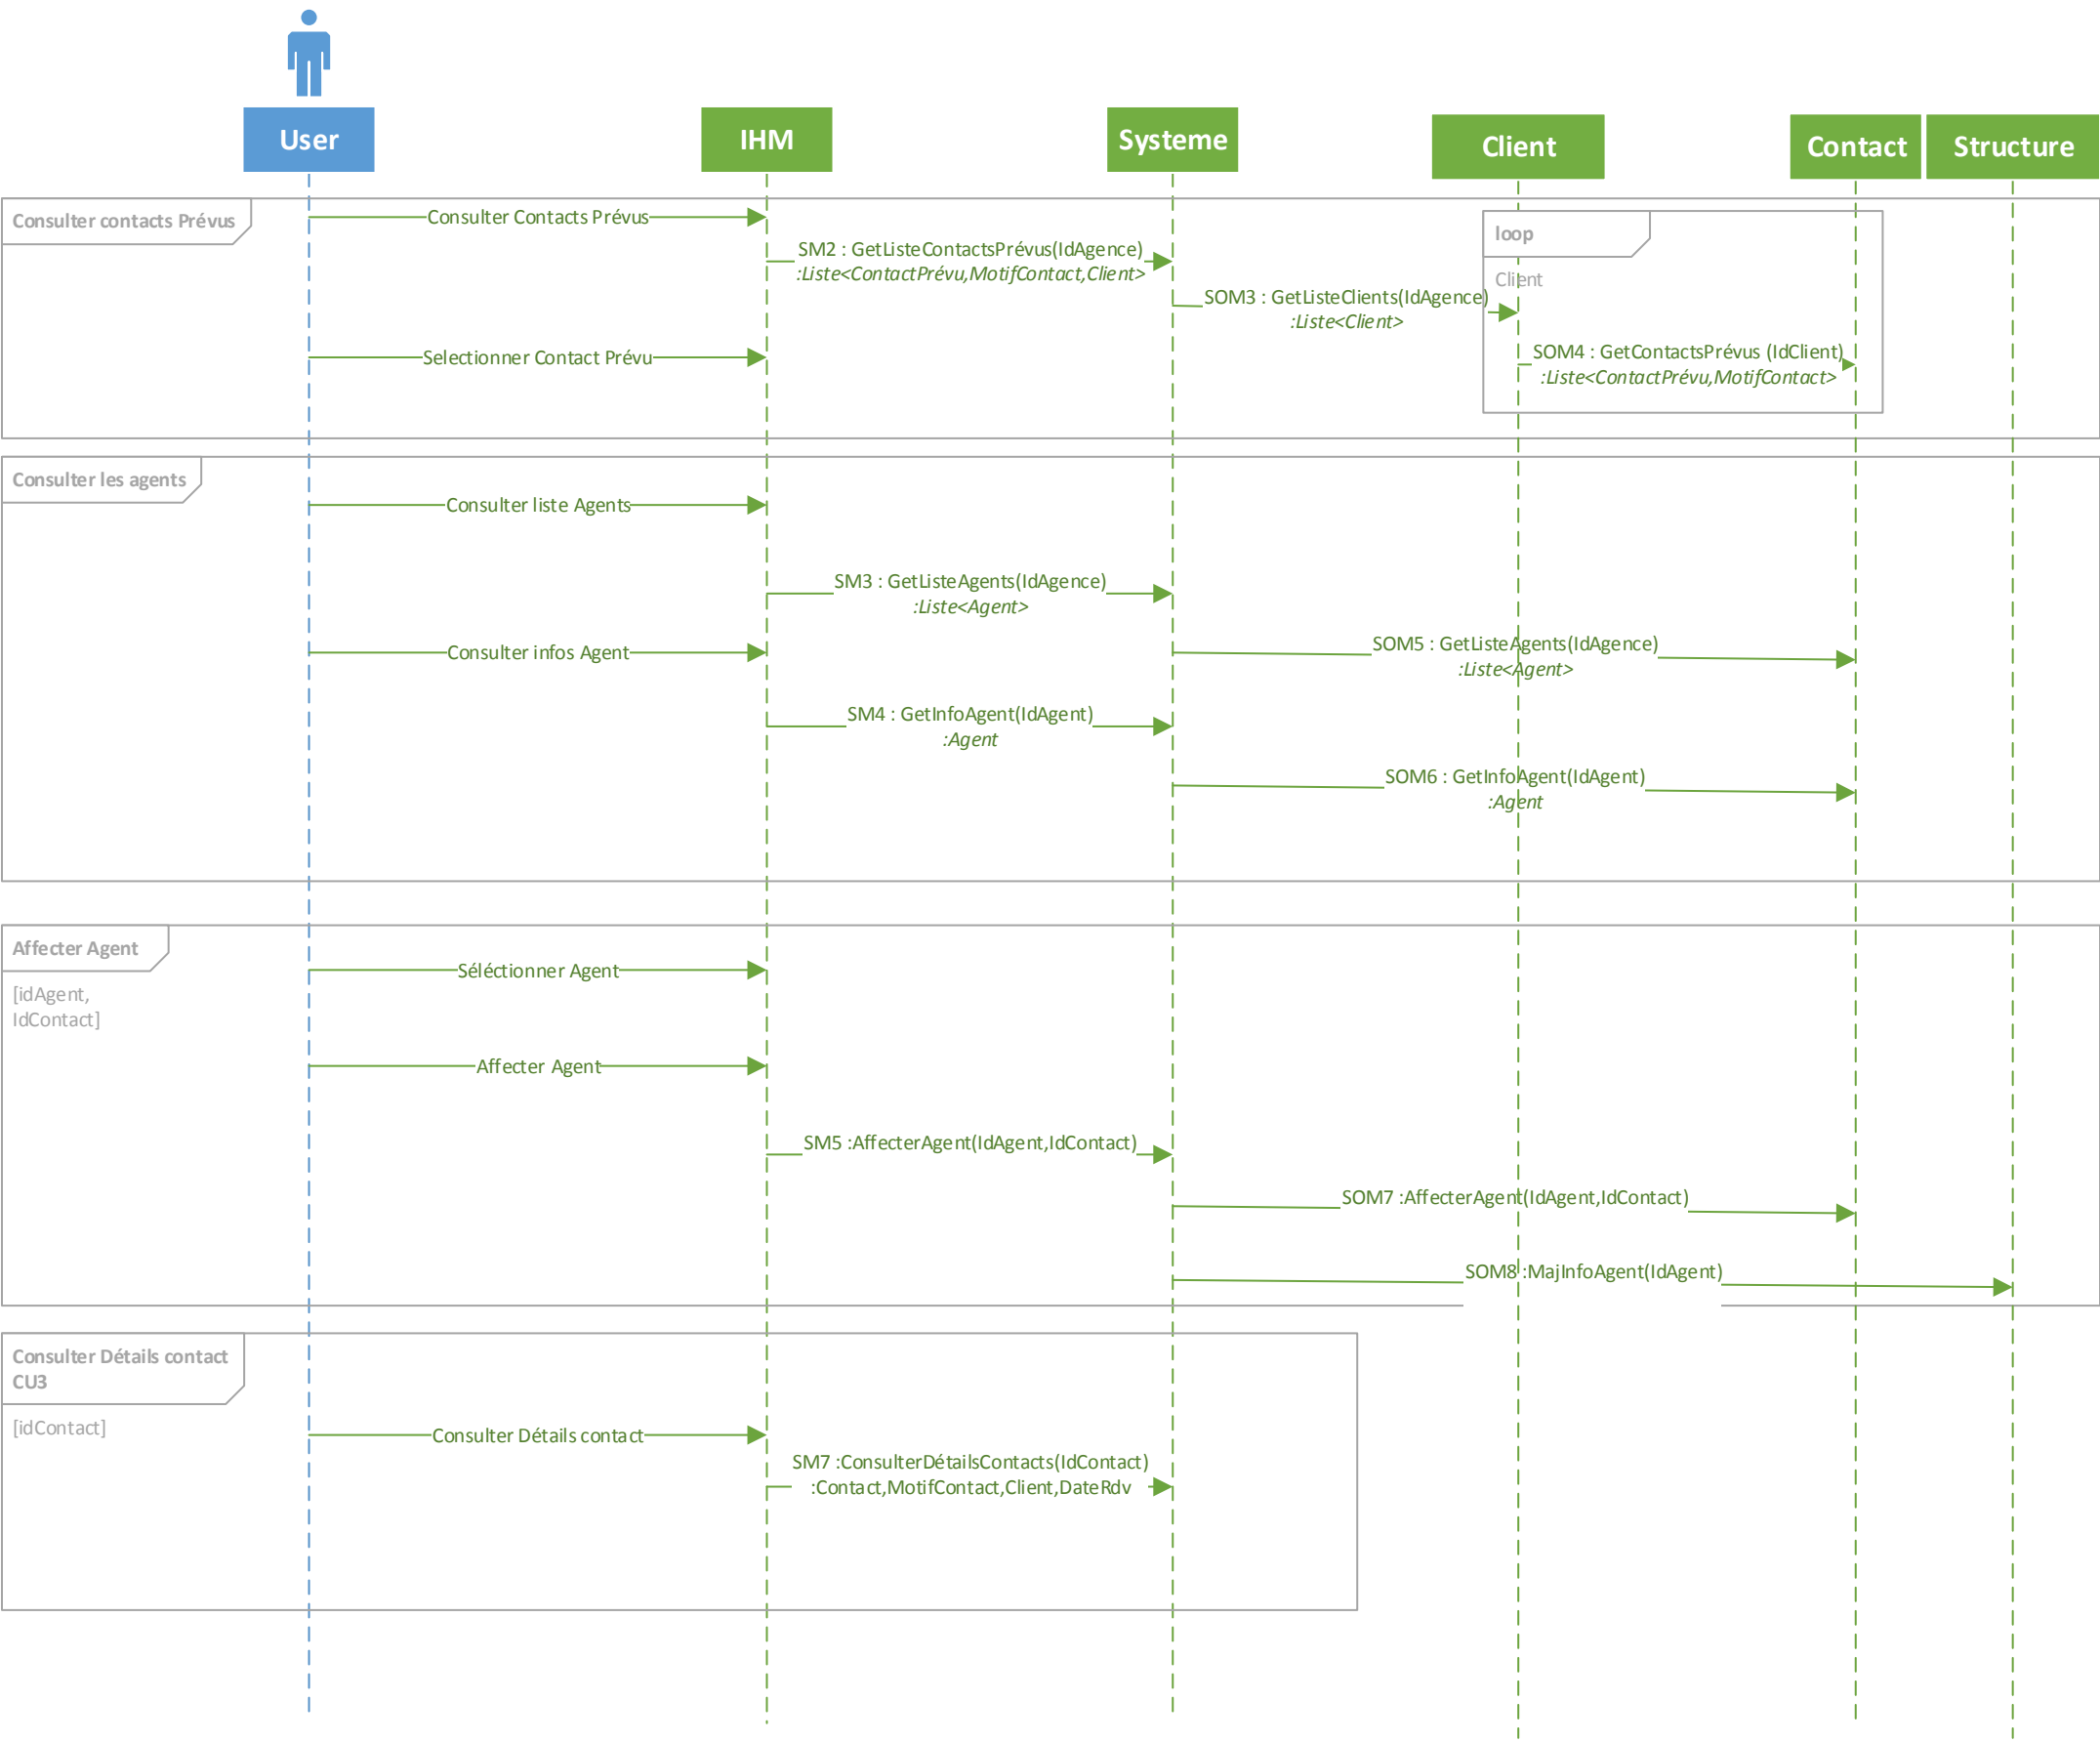 User
IHM
Systeme
Client
Contact
Structure
Consulter contacts Prévus
Consulter Contacts Prévus
loop
Client
SM2 : GetListeContactsPrévus(IdAgence)
:Liste<ContactPrévu,MotifContact,Client>
SOM3 : GetListeClients(IdAgence)
:Liste<Client>
Selectionner Contact Prévu
SOM4 : GetContactsPrévus (IdClient)
:Liste<ContactPrévu,MotifContact>
Consulter les agents
Consulter liste Agents
SM3 : GetListeAgents(IdAgence)
:Liste<Agent>
Consulter infos Agent
SOM5 : GetListeAgents(IdAgence)
:Liste<Agent>
SM4 : GetInfoAgent(IdAgent)
:Agent
SOM6 : GetInfoAgent(IdAgent)
:Agent
Affecter Agent
[idAgent,
IdContact]
Séléctionner Agent
Affecter Agent
SM5 :AffecterAgent(IdAgent,IdContact)
SOM7 :AffecterAgent(IdAgent,IdContact)
SOM8 :MajInfoAgent(IdAgent)
Consulter Détails contact
CU3
[idContact]
Consulter Détails contact
SM7 :ConsulterDétailsContacts(IdContact)
:Contact,MotifContact,Client,DateRdv